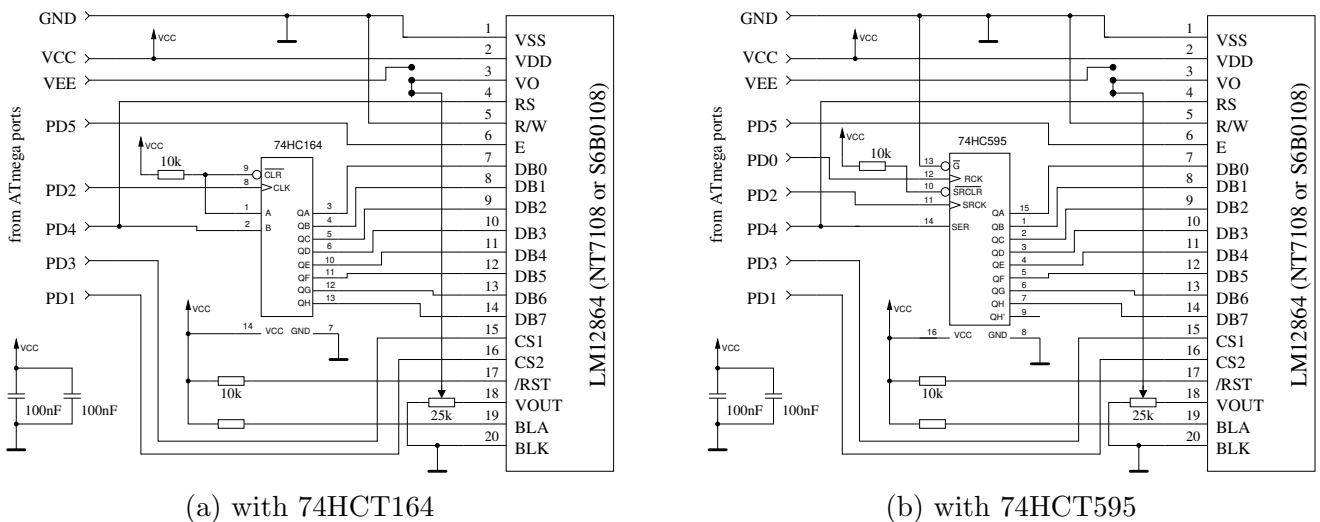 GND
VCC
VEE
PD5
PD2
PD4
PD3
PD1
from ATmega ports
VCC
VCC
10k
74HC164
9
CLR
8
CLK
1
A
2
B
QA
3
QB
4
QC
5
QD
6
QE
10
QF
11
QG
12
QH
13
14
VCC
GND
7
VCC
10k
25k
VCC
100nF
100nF
1
VSS
2
VDD
3
VO
4
RS
5
R/W
6
E
7
DB0
8
DB1
9
DB2
10
DB3
11
DB4
12
DB5
13
DB6
14
DB7
15
CS1
16
CS2
17
/RST
18
VOUT
19
BLA
20
BLK
LM12864 (NT7108 or S6B0108)
(a) with 74HCT164
GND
VCC
VEE
PD5
PD0
PD2
PD4
PD3
PD1
from ATmega ports
VCC
VCC
10k
74HC595
13
G
12
RCK
10
SRCLR
11
SRCK
14
SER
QA
15
QB
1
QC
2
QD
3
QE
4
QF
5
QG
6
QH
7
QH'
9
16
VCC
GND
8
VCC
10k
25k
VCC
100nF
100nF
1
VSS
2
VDD
3
VO
4
RS
5
R/W
6
E
7
DB0
8
DB1
9
DB2
10
DB3
11
DB4
12
DB5
13
DB6
14
DB7
15
CS1
16
CS2
17
/RST
18
VOUT
19
BLA
20
BLK
LM12864 (NT7108 or S6B0108)
(b) with 74HCT595